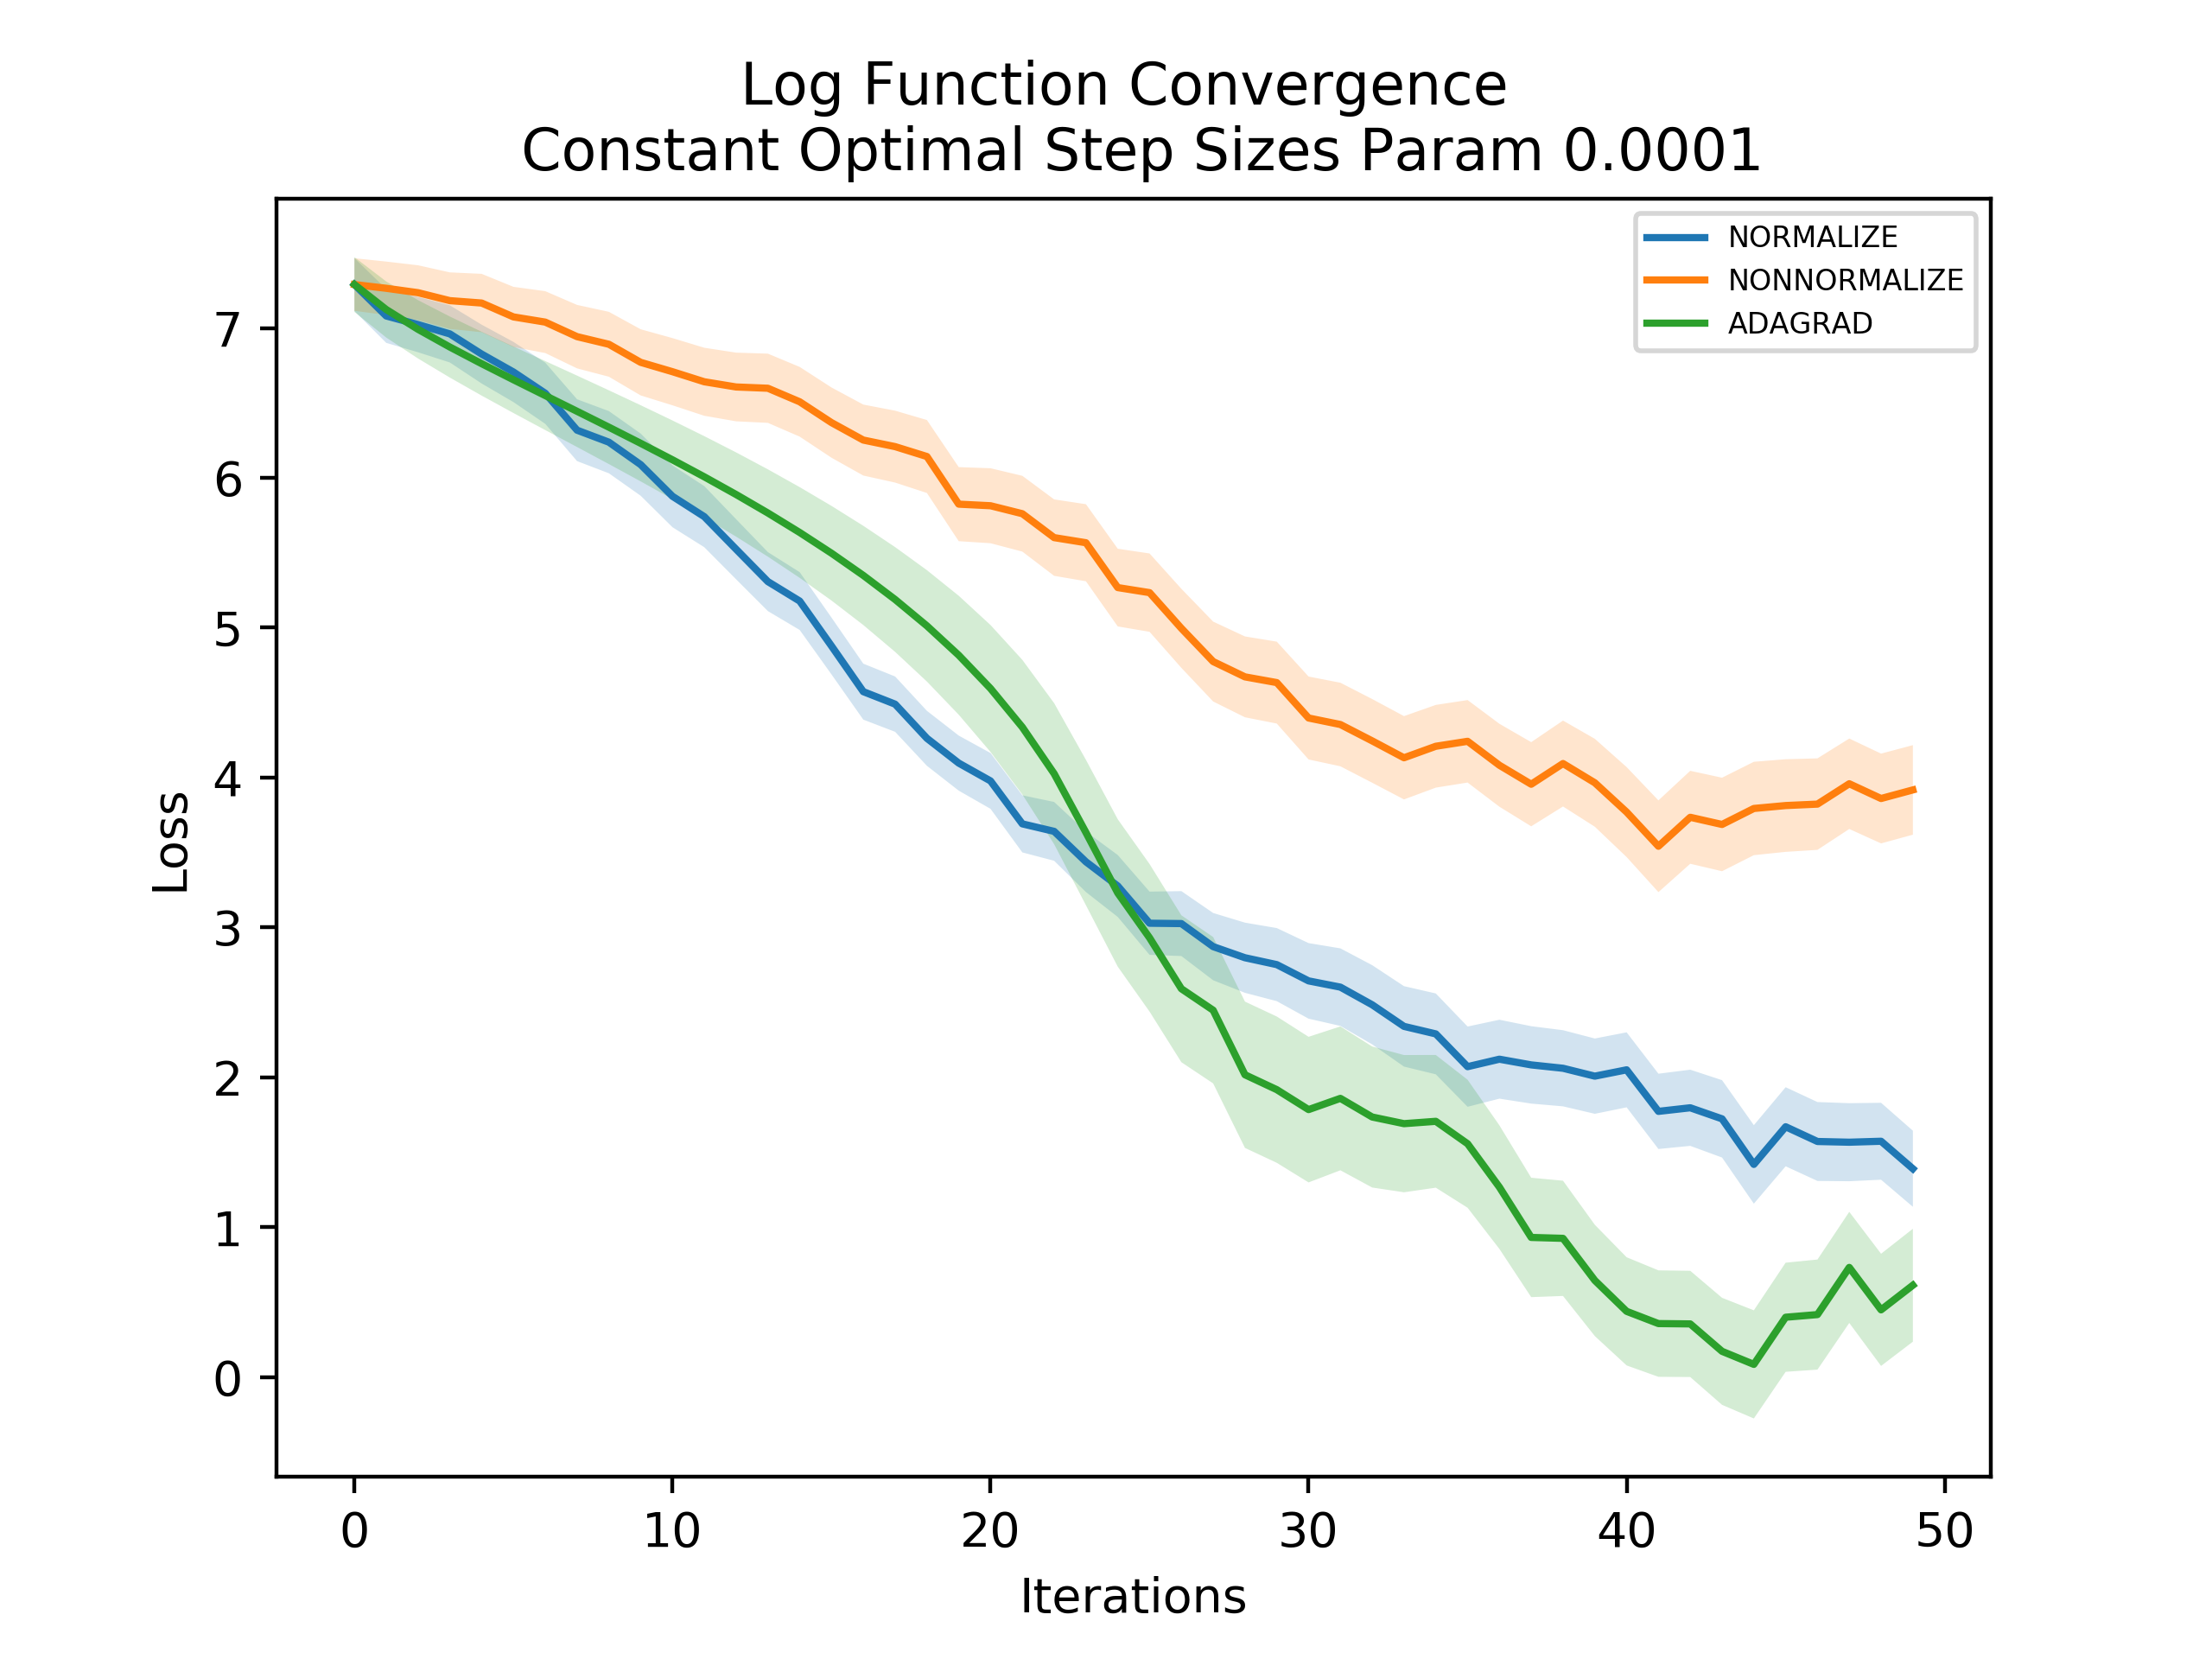 Log Function Convergence
Constant Optimal Step Sizes Param 0.0001
NORMALIZE
NONNORMALIZE
ADAGRAD
7
6
5
4
3
2
1
0
Loss
0 10 20 30 40 50
Iterations